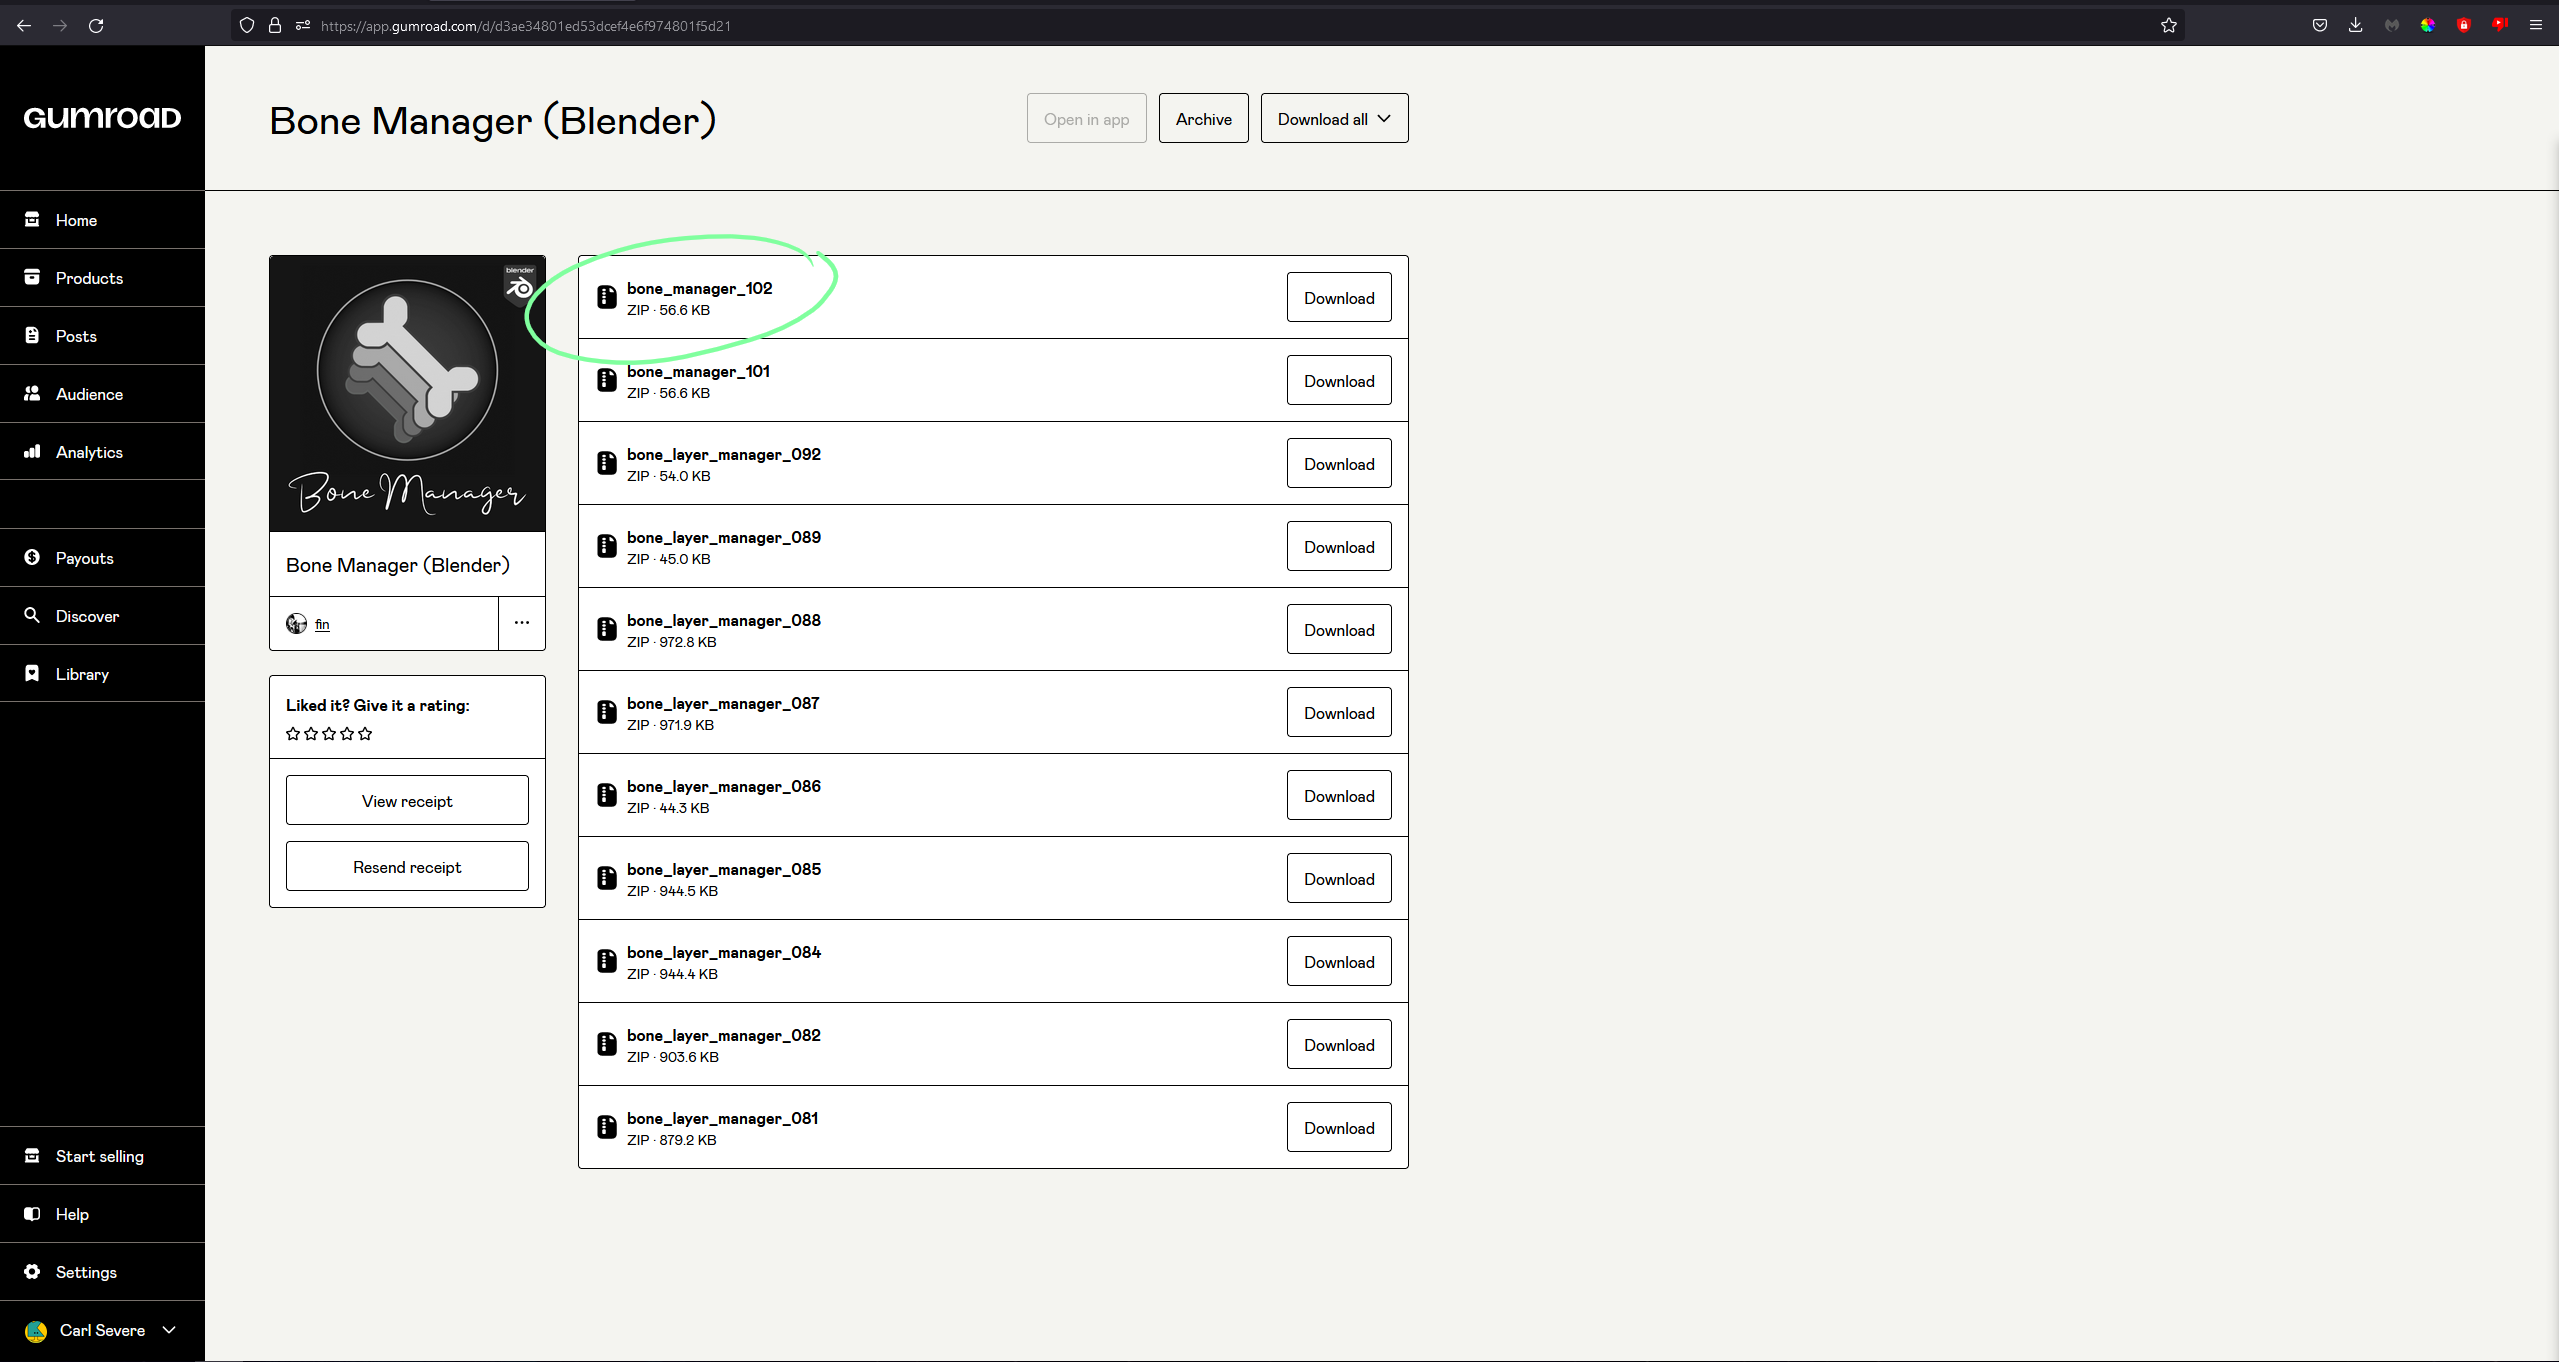 https://app.gumroad.com/d/d3ae34801ed53dcef4e6f974801f5d21
GUMROAD
Home
Products
Posts
Audience
Analytics
Payouts
Discover
Library
Start selling
Help
Settings
Carl Severe
Bone Manager (Blender)
Open in app
Archive
Download all
blender
Bone Manager
Bone Manager (Blender)
fin
Liked it? Give it a rating:
View receipt
Resend receipt
bone_manager_102
ZIP · 56.6 KB
Download
bone_manager_101
ZIP · 56.6 KB
Download
bone_layer_manager_092
ZIP · 54.0 KB
Download
bone_layer_manager_089
ZIP · 45.0 KB
Download
bone_layer_manager_088
ZIP · 972.8 KB
Download
bone_layer_manager_087
ZIP · 971.9 KB
Download
bone_layer_manager_086
ZIP · 44.3 KB
Download
bone_layer_manager_085
ZIP · 944.5 KB
Download
bone_layer_manager_084
ZIP · 944.4 KB
Download
bone_layer_manager_082
ZIP · 903.6 KB
Download
bone_layer_manager_081
ZIP · 879.2 KB
Download